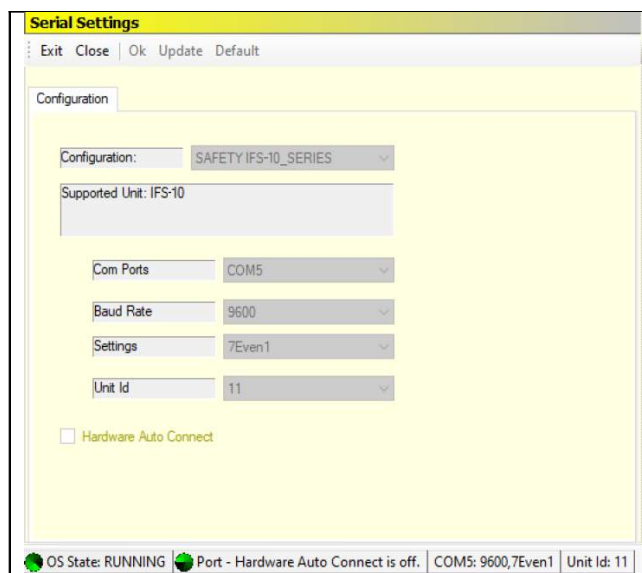 Serial Settings
Exit Close Ok Update Default
Configuration
Configuration: SAFETY IFS-10_SERIES
Supported Unit: IFS-10
Com Ports COM5
Baud Rate 9600
Settings 7Even1
Unit Id 11
Hardware Auto Connect
OS State: RUNNING Port - Hardware Auto Connect is off. COM5: 9600,7Even1 Unit Id: 11